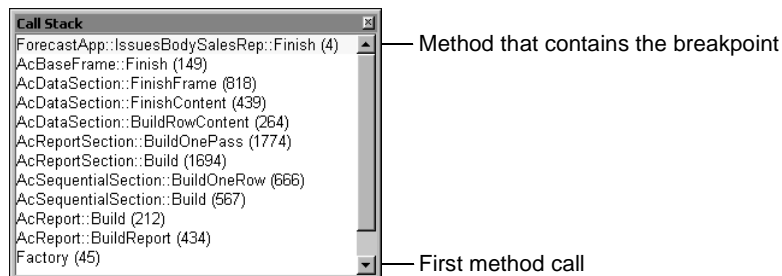 Call Stack
ForecastApp::IssuesBodySalesRep::Finish (4)
Method that contains the breakpoint
AcBaseFrame::Finish (149)
AcDataSection::FinishFrame (818)
AcDataSection::FinishContent (439)
AcDataSection::BuildRowContent (264)
AcReportSection::BuildOnePass (1774)
AcReportSection::Build (1694)
AcSequentialSection::BuildOneRow (666)
AcSequentialSection::Build (567)
AcReport::Build (212)
AcReport::BuildReport (434)
Factory (45)
First method call